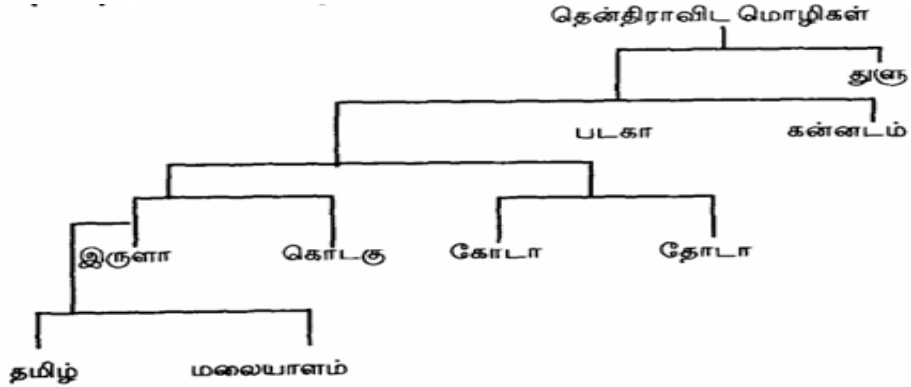 தென்திராவிட மொழிகள்
துளு
படகா கன்னடம்
இருளா கொடகு கோடா தோடா
தமிழ் மலையாளம்